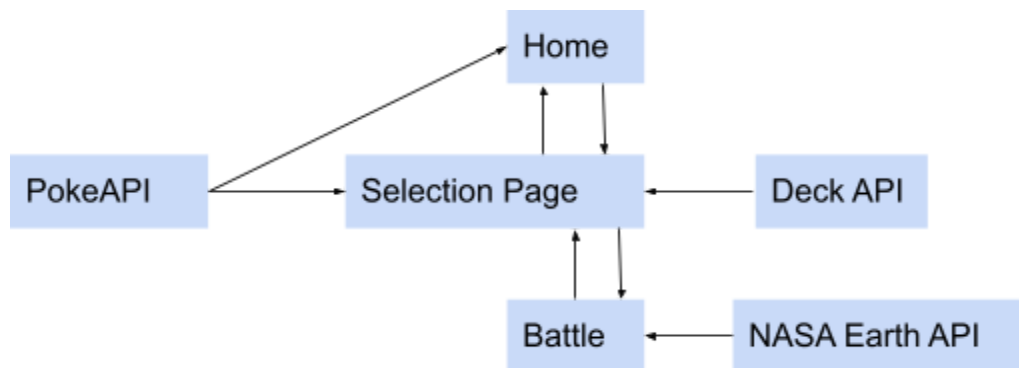 Home
PokeAPI
Selection Page
Deck API
Battle
NASA Earth API